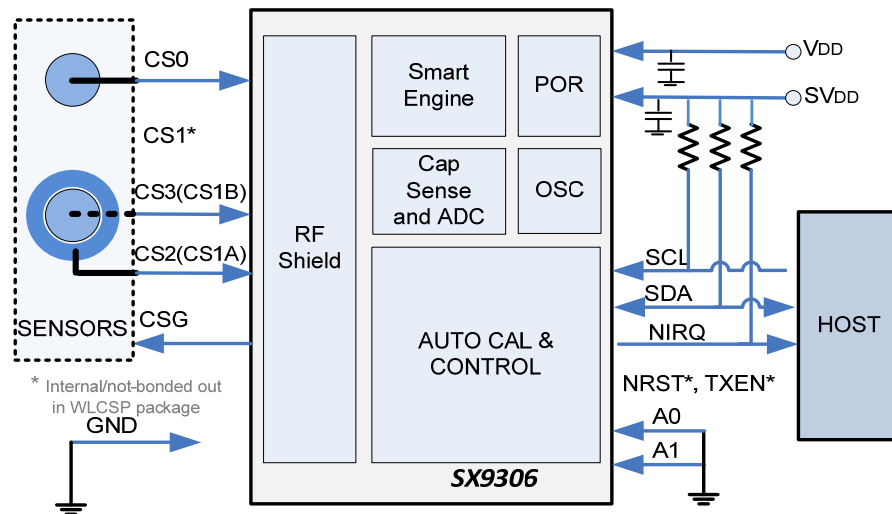 CS0
CS1*
CS3(CS1B)
CS2(CS1A)
SENSORS
CSG
* Internal/not-bonded out
in WLCSP package
GND
RF
Shield
Smart
Engine
POR
Cap
Sense
and ADC
OSC
AUTO CAL &
CONTROL
SX9306
VDD
SVDD
SCL
SDA
NIRQ
NRST*, TXEN*
A0
A1
HOST